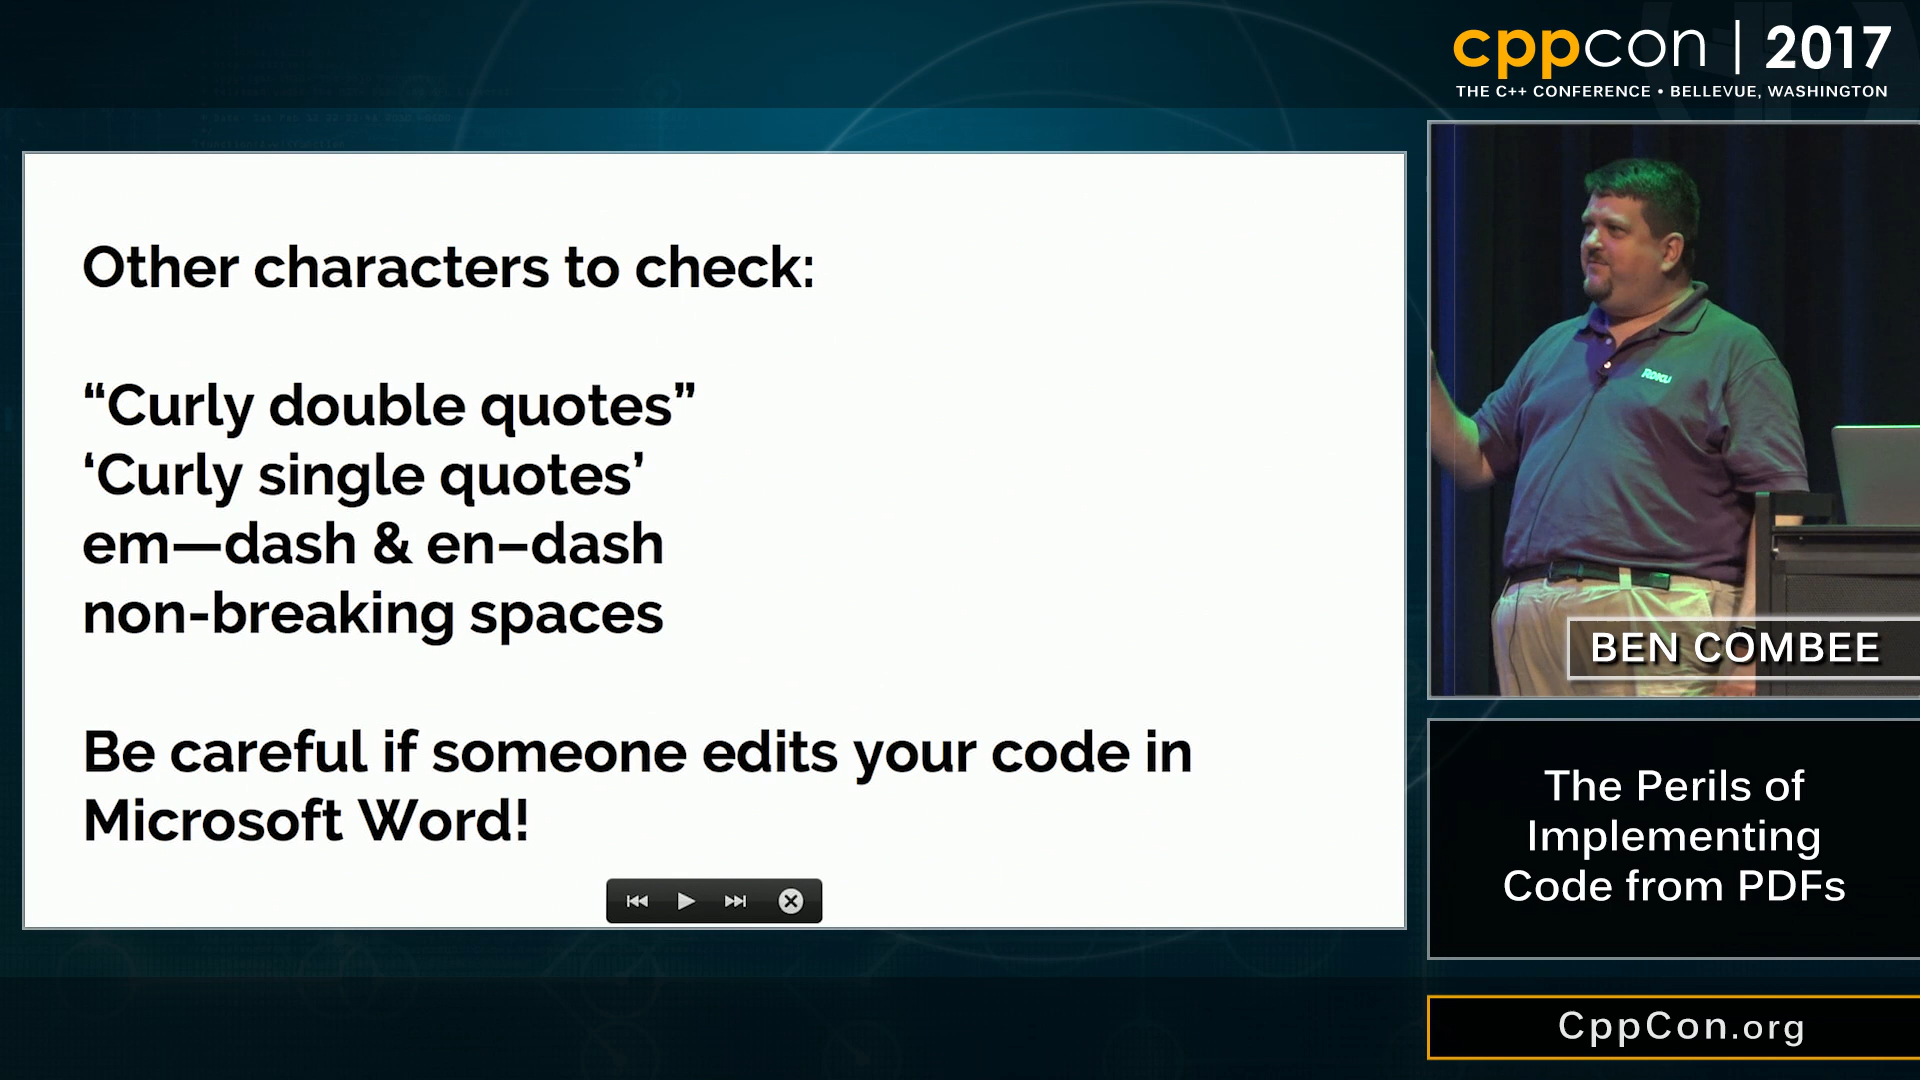 cppcon | 2017
THE C++ CONFERENCE • BELLEVUE, WASHINGTON
Other characters to check:
“Curly double quotes”
‘Curly single quotes’
em—dash & en–dash
non-breaking spaces
Be careful if someone edits your code in
Microsoft Word!
ROKU
BEN COMBEE
The Perils of
Implementing
Code from PDFs
CppCon.org